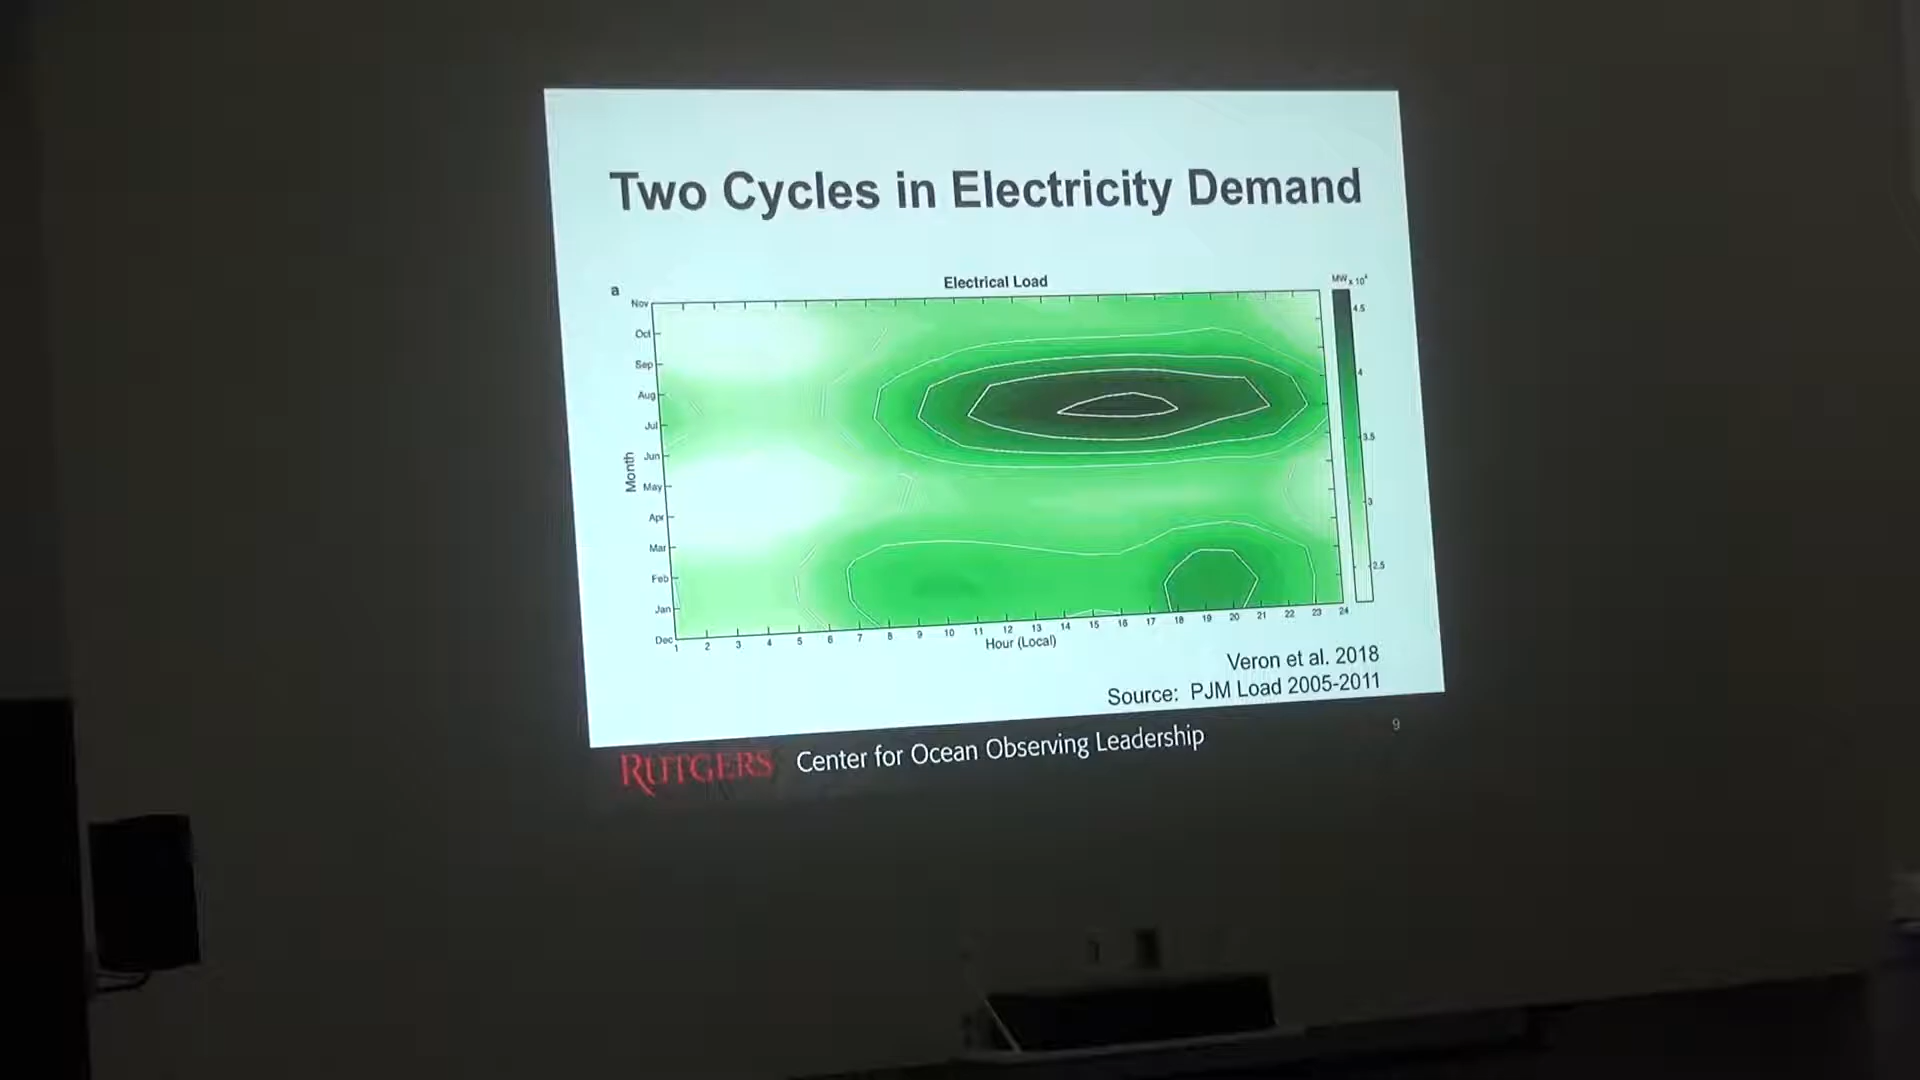 Two Cycles in Electricity Demand
a
Electrical Load
MW x 10⁴
Nov
Oct
Sep
Aug
Jul
Jun
May
Apr
Mar
Feb
Jan
Dec
Month
4.5
4
3.5
3
2.5
1 2 3 4 5 6 7 8 9 10 11 12 13 14 15 16 17 18 19 20 21 22 23 24
Hour (Local)
Veron et al. 2018
Source: PJM Load 2005-2011
RUTGERS Center for Ocean Observing Leadership
9